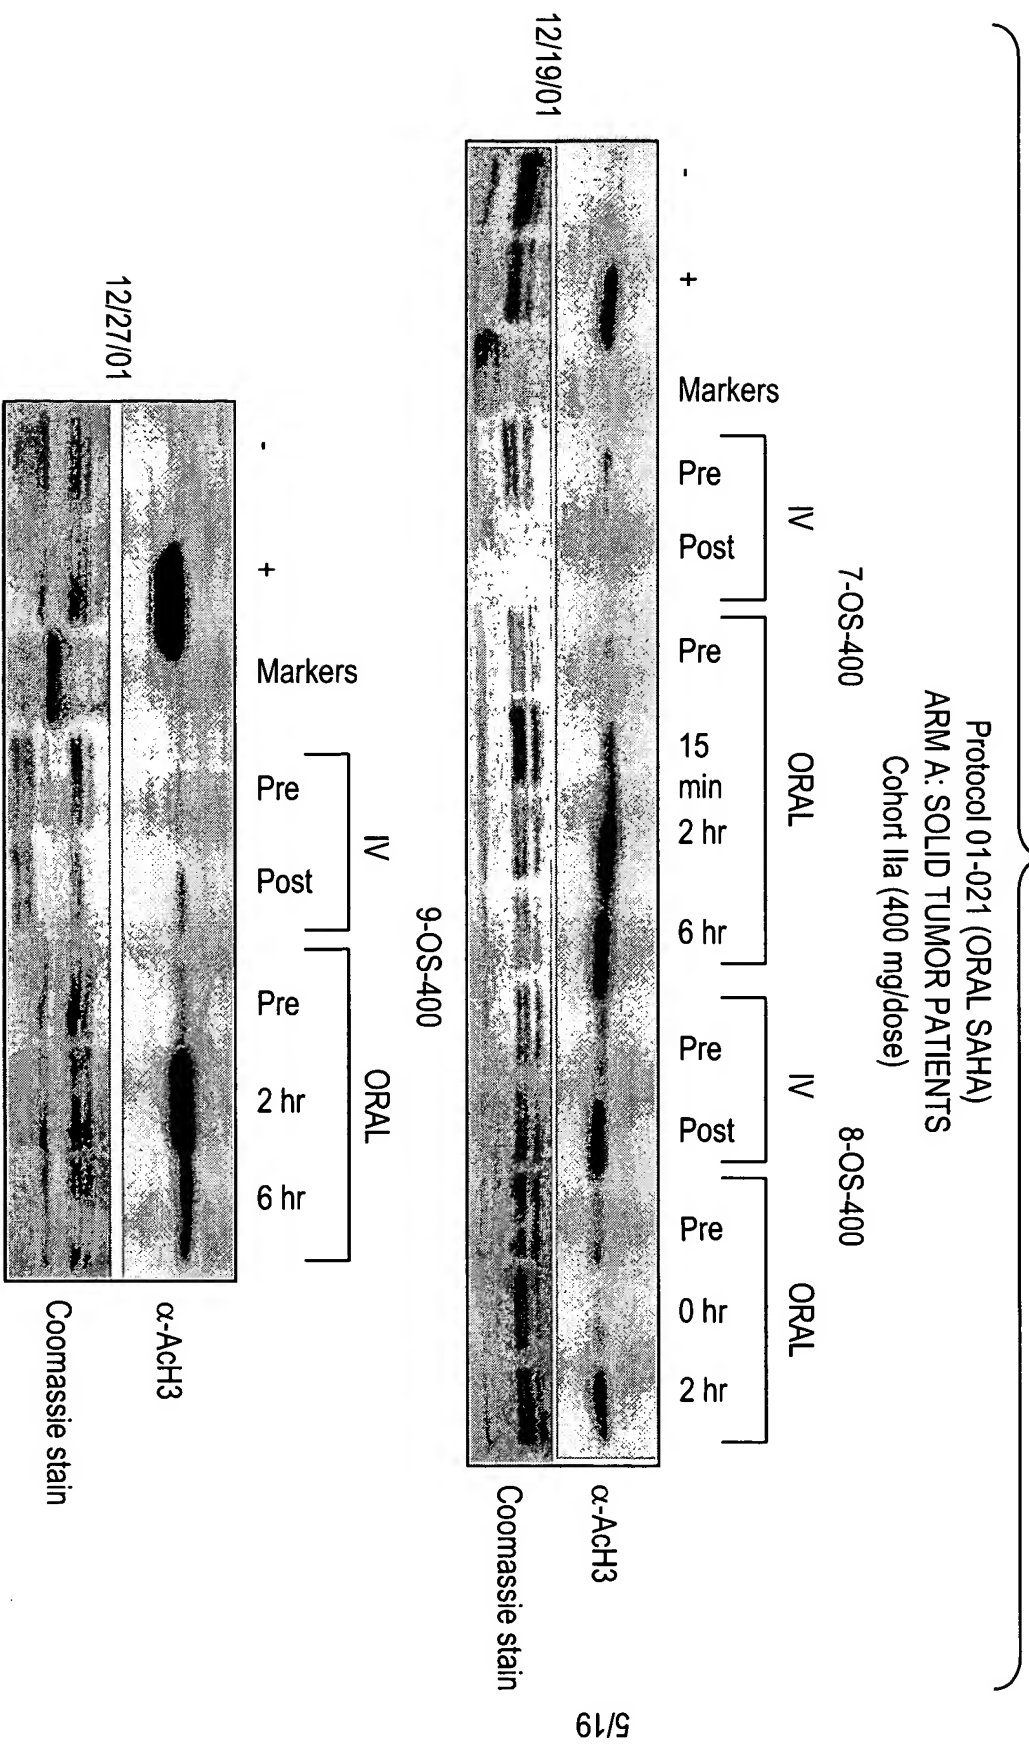 Protocol 01-021 (ORAL SAHA)
ARM A: SOLID TUMOR PATIENTS
Cohort IIa (400 mg/dose)
7-OS-400 8-OS-400
IV ORAL IV ORAL
- + Markers Pre Post Pre 15 min 2 hr 6 hr Pre Post Pre 0 hr 2 hr
12/19/01
α-AcH3
Coomassie stain
9-OS-400
IV ORAL
- + Markers Pre Post Pre 2 hr 6 hr
12/27/01
α-AcH3
Coomassie stain
5/19